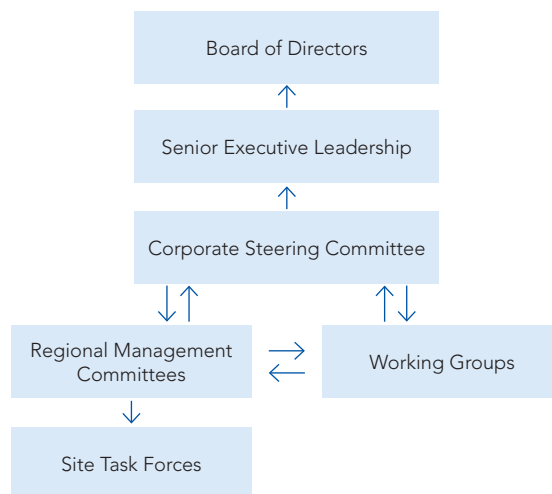 Board of Directors
Senior Executive Leadership
Corporate Steering Committee
Regional Management
Committees
Working Groups
Site Task Forces